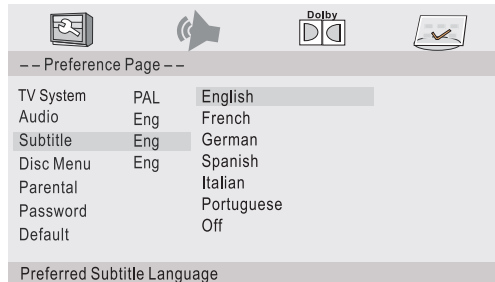 Dolby
-- Preference Page --
TV System PAL English
Audio Eng French
Subtitle Eng German
Disc Menu Eng Spanish
Parental Italian
Password Portuguese
Default Off
Preferred Subtitle Language